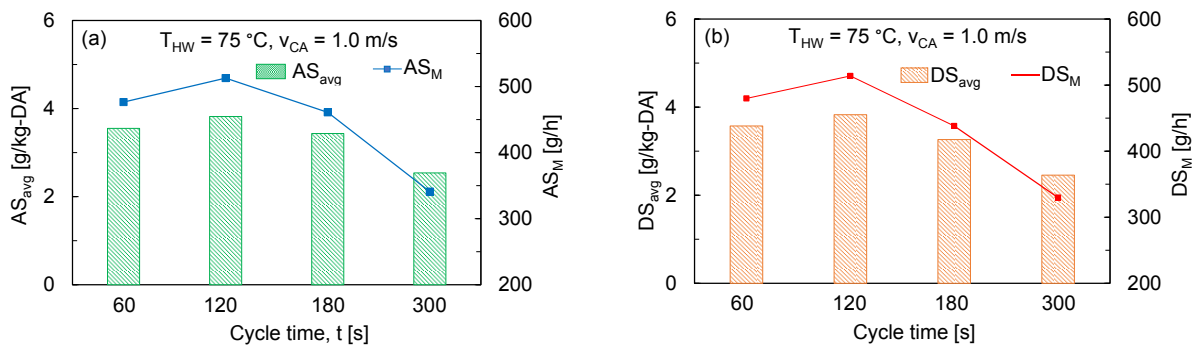 (a)
T_HW = 75 °C, v_CA = 1.0 m/s
AS_avg
AS_M
AS_avg [g/kg-DA]
6
4
2
0
AS_M [g/h]
600
500
400
300
200
60 120 180 300
Cycle time, t [s]
(b)
T_HW = 75 °C, v_CA = 1.0 m/s
DS_avg
DS_M
DS_avg [g/kg-DA]
6
4
2
0
DS_M [g/h]
600
500
400
300
200
60 120 180 300
Cycle time [s]